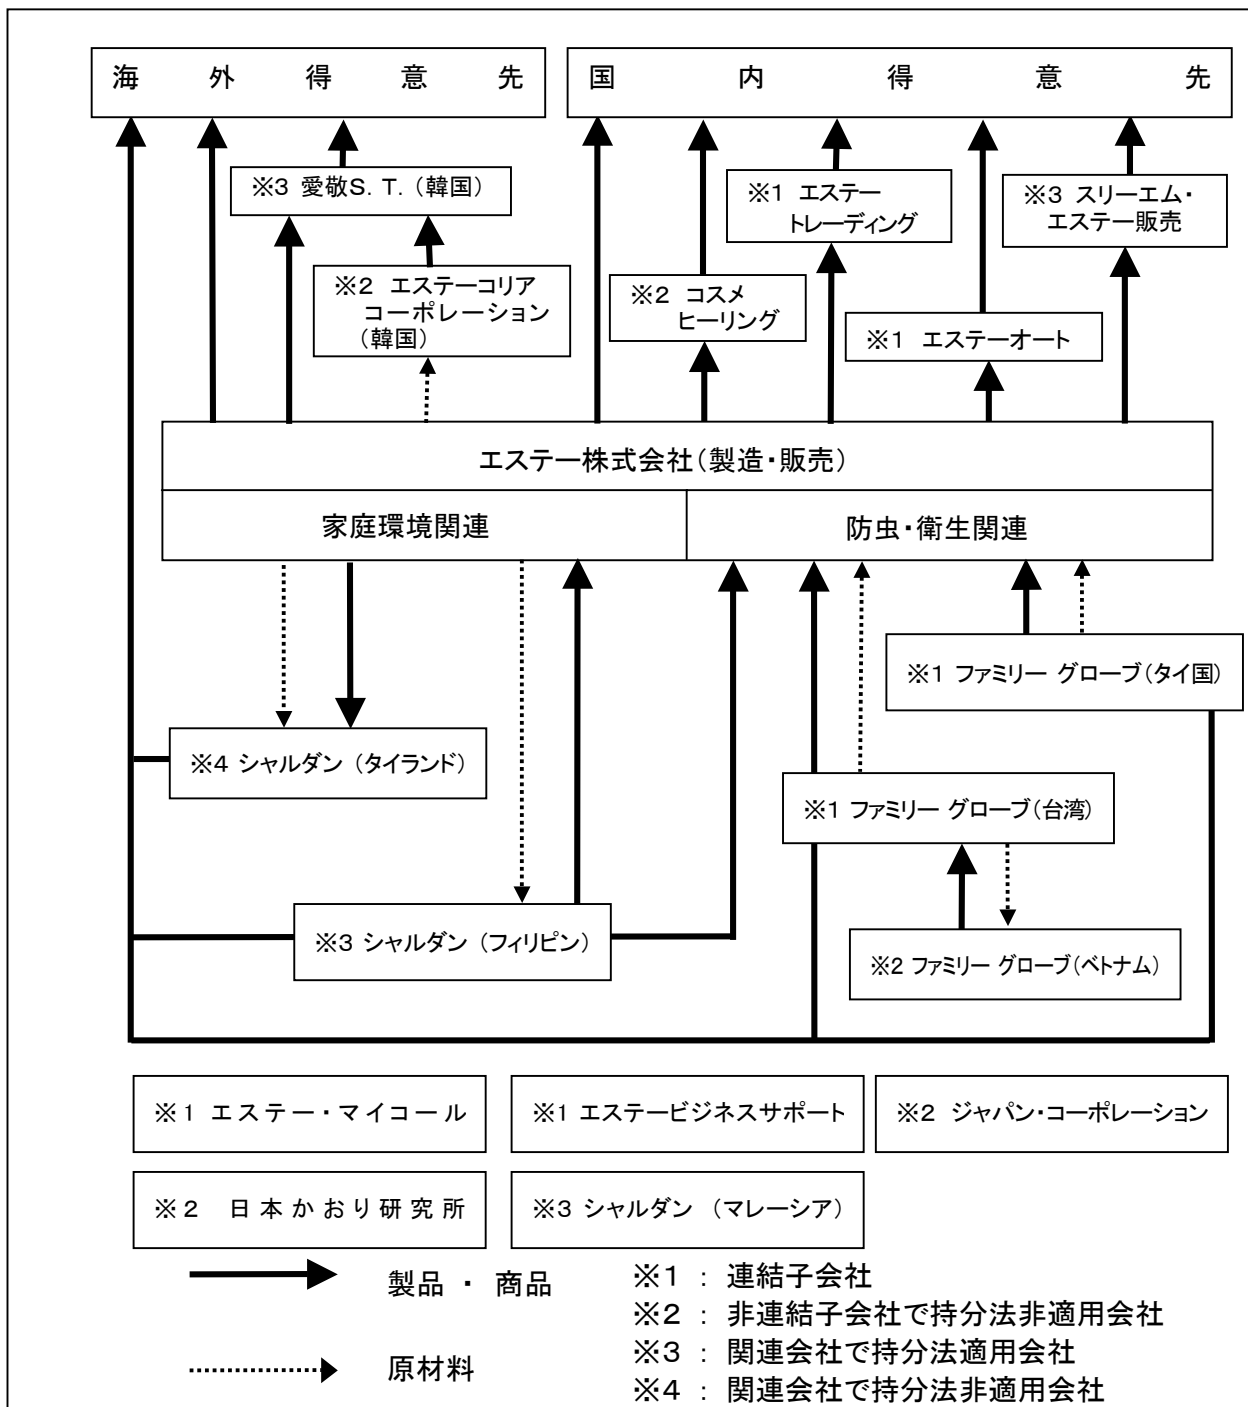 海外得意先
国内得意先
※3 愛敬S.T.(韓国)
※1 エステー
トレーディング
※3 スリーエム・
エステー販売
※2 エステーコリア
コーポレーション
(韓国)
※2 コスメ
ヒーリング
※1 エステーオート
エステー株式会社(製造・販売)
家庭環境関連
防虫・衛生関連
※1 ファミリー グローブ(タイ国)
※4 シャルダン (タイランド)
※1 ファミリー グローブ(台湾)
※3 シャルダン (フィリピン)
※2 ファミリー グローブ(ベトナム)
※1 エステー・マイコール
※1 エステービジネスサポート
※2 ジャパン・コーポレーション
※2 日本かおり研究所
※3 シャルダン (マレーシア)
製品 ・ 商品
※1 : 連結子会社
※2 : 非連結子会社で持分法非適用会社
※3 : 関連会社で持分法適用会社
原材料
※4 : 関連会社で持分法非適用会社